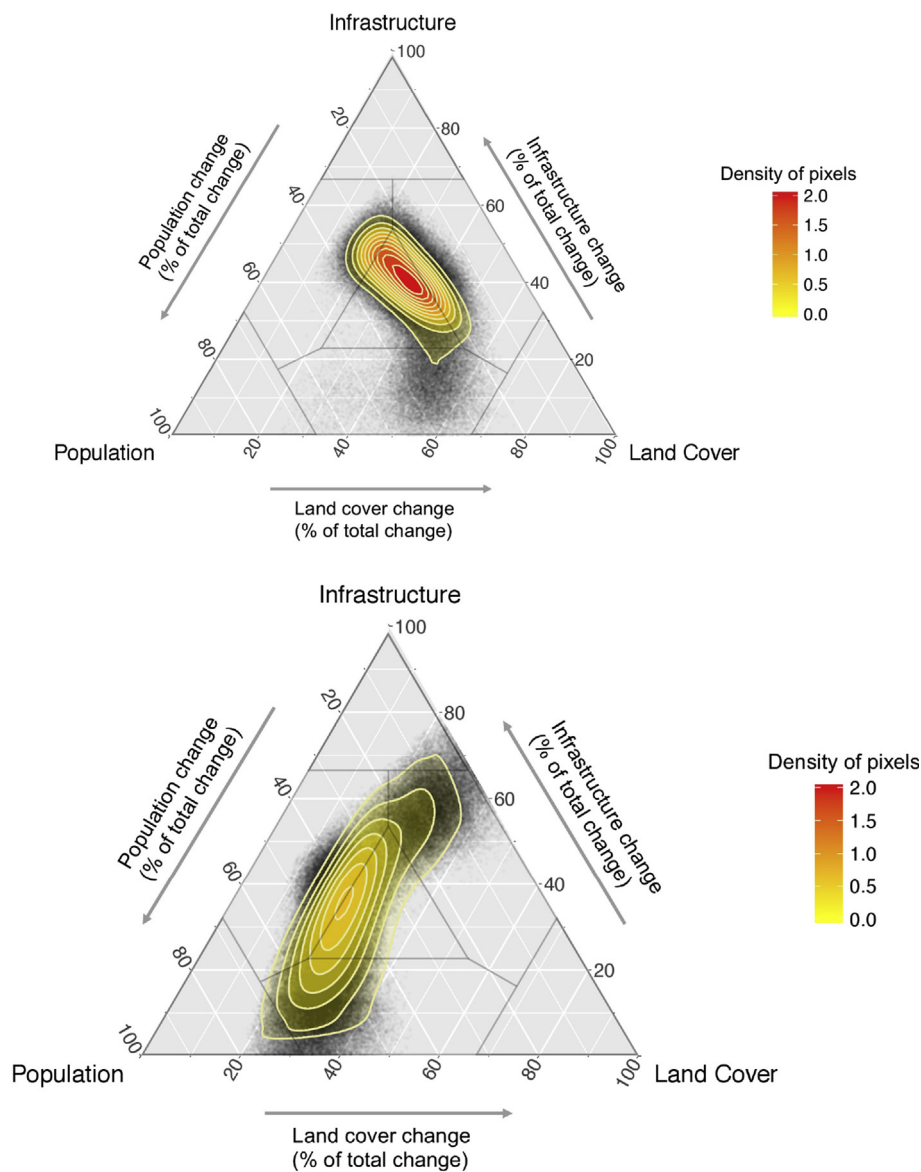 Infrastructure
100
20
80
Population change
(% of total change)
Infrastructure change
(% of total change)
40
60
60
40
80
20
100
Population
20
40
60
80
100
Land Cover
Land cover change
(% of total change)
Density of pixels
2.0
1.5
1.0
0.5
0.0
Infrastructure
100
20
80
Population change
(% of total change)
Infrastructure change
(% of total change)
40
60
60
40
80
20
100
Population
20
40
60
80
100
Land Cover
Land cover change
(% of total change)
Density of pixels
2.0
1.5
1.0
0.5
0.0